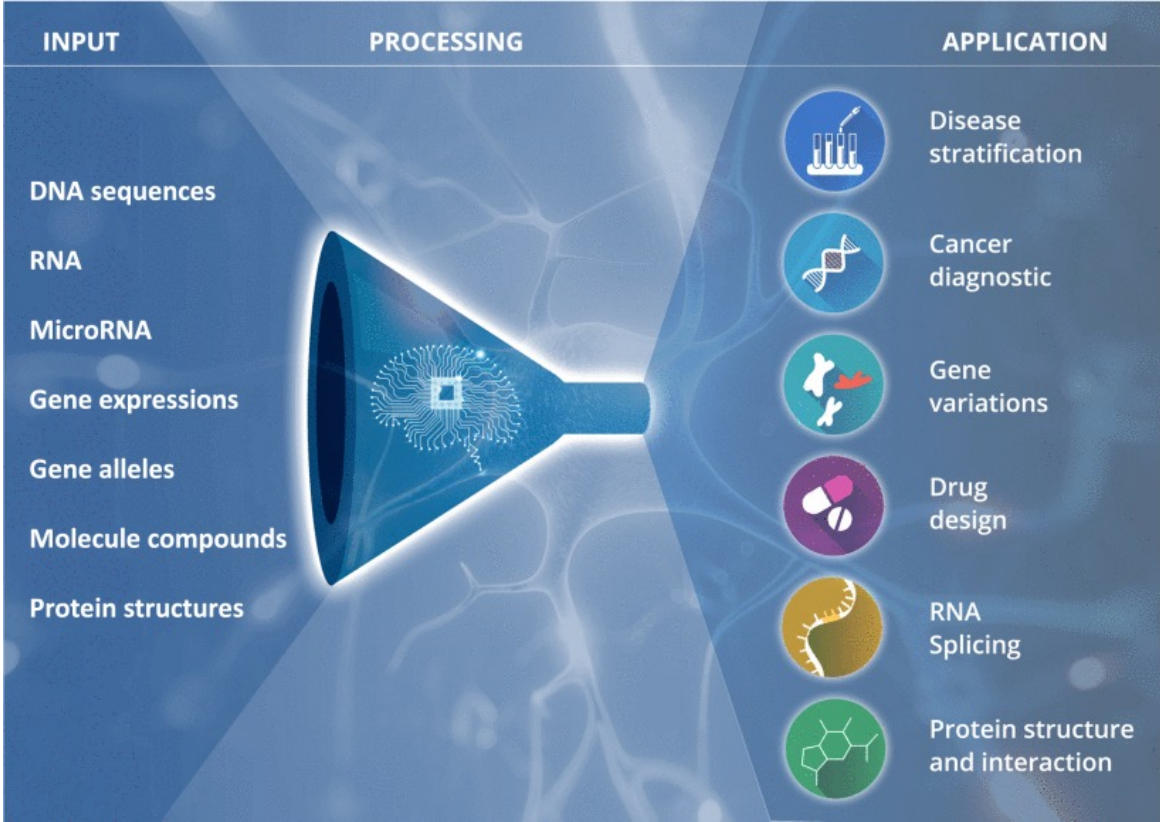 INPUT
PROCESSING
APPLICATION
DNA sequences
RNA
MicroRNA
Gene expressions
Gene alleles
Molecule compounds
Protein structures
Disease
stratification
Cancer
diagnostic
Gene
variations
Drug
design
RNA
Splicing
Protein structure
and interaction